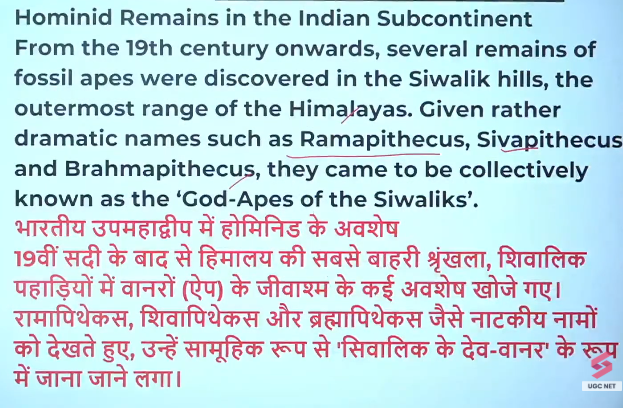 Hominid Remains in the Indian Subcontinent
From the 19th century onwards, several remains of
fossil apes were discovered in the Siwalik hills, the
outermost range of the Himalayas. Given rather
dramatic names such as Ramapithecus, Sivapithecus
and Brahmapithecus, they came to be collectively
known as the ‘God-Apes of the Siwaliks’.
भारतीय उपमहाद्वीप में होमिनिड के अवशेष
19वीं सदी के बाद से हिमालय की सबसे बाहरी श्रृंखला, शिवालिक
पहाड़ियों में वानरों (ऐप) के जीवाश्म के कई अवशेष खोजे गए।
रामापिथेकस, शिवापिथेकस और ब्रह्मापिथेकस जैसे नाटकीय नामों
को देखते हुए, उन्हें सामूहिक रूप से 'सिवालिक के देव-वानर' के रूप
में जाना जाने लगा।
UGC NET